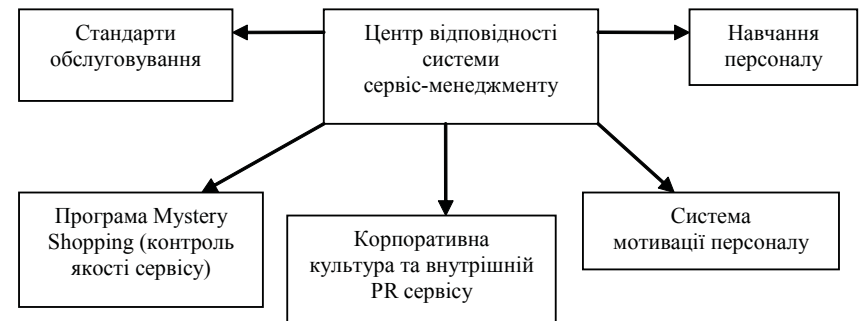 Стандарти
обслуговування
Центр відповідності
системи
сервіс-менеджменту
Навчання
персоналу
Програма Mystery
Shopping (контроль
якості сервісу)
Корпоративна
культура та внутрішній
PR сервісу
Система
мотивації персоналу